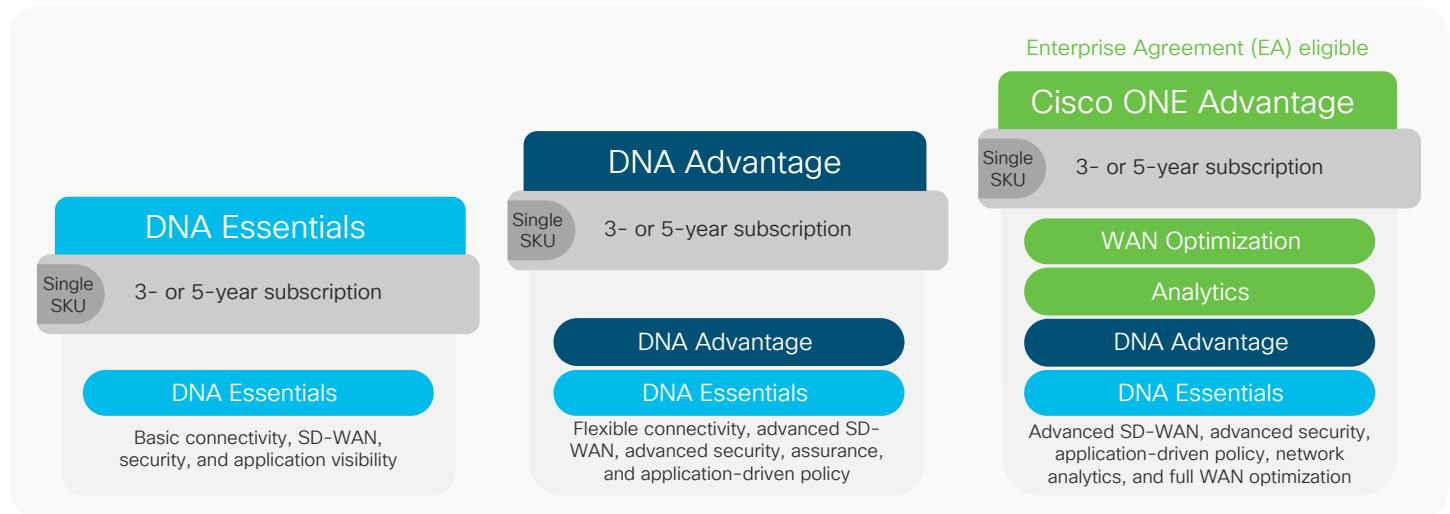 DNA Essentials
Single
SKU
3- or 5-year subscription
DNA Essentials
Basic connectivity, SD-WAN,
security, and application visibility
DNA Advantage
Single
SKU
3- or 5-year subscription
DNA Advantage
DNA Essentials
Flexible connectivity, advanced SD-
WAN, advanced security, assurance,
and application-driven policy
Enterprise Agreement (EA) eligible
Cisco ONE Advantage
Single
SKU
3- or 5-year subscription
WAN Optimization
Analytics
DNA Advantage
DNA Essentials
Advanced SD-WAN, advanced security,
application-driven policy, network
analytics, and full WAN optimization